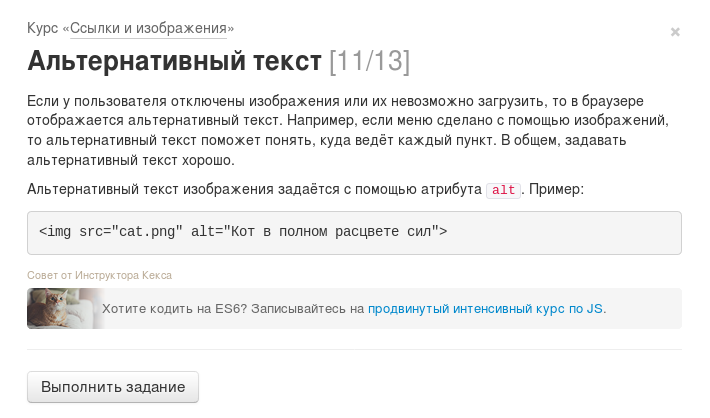 Курс «Ссылки и изображения»
×
Альтернативный текст [11/13]
Если у пользователя отключены изображения или их невозможно загрузить, то в браузере
отображается альтернативный текст. Например, если меню сделано с помощью изображений,
то альтернативный текст поможет понять, куда ведёт каждый пункт. В общем, задавать
альтернативный текст хорошо.
Альтернативный текст изображения задаётся с помощью атрибута alt. Пример:
<img src="cat.png" alt="Кот в полном расцвете сил">
Совет от Инструктора Кекса
Хотите кодить на ES6? Записывайтесь на продвинутый интенсивный курс по JS.
Выполнить задание